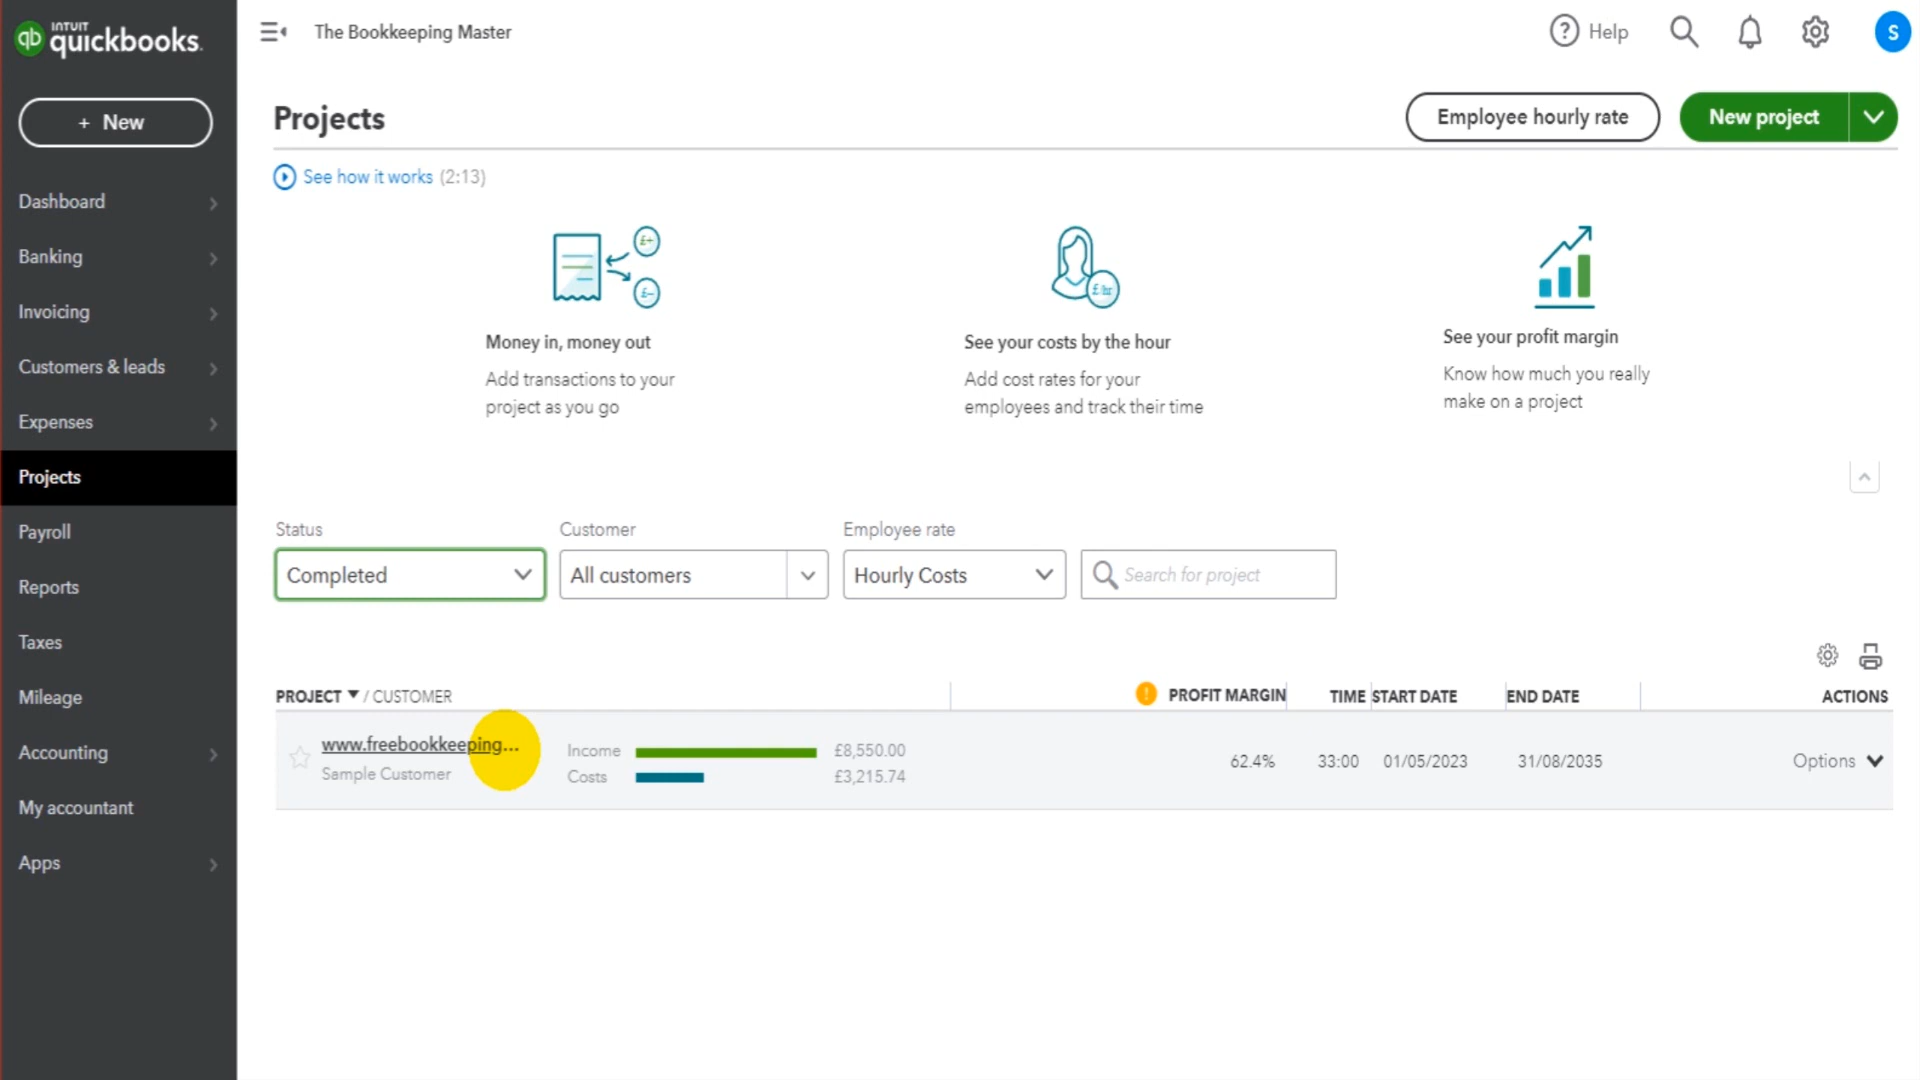 INTUIT
quickbooks.
qb
The Bookkeeping Master
Help
S
+ New
Dashboard
Banking
Invoicing
Customers & leads
Expenses
Projects
Payroll
Reports
Taxes
Mileage
Accounting
My accountant
Apps
Projects
Employee hourly rate
New project
See how it works (2:13)
£+
£-
£/hr
Money in, money out
Add transactions to your
project as you go
See your costs by the hour
Add cost rates for your
employees and track their time
See your profit margin
Know how much you really
make on a project
Status
Customer
Employee rate
Completed
All customers
Hourly Costs
Search for project
PROJECT / CUSTOMER
! PROFIT MARGIN
TIME
START DATE
END DATE
ACTIONS
www.freebookkeeping...
Sample Customer
Income £8,550.00
Costs £3,215.74
62.4%
33:00
01/05/2023
31/08/2035
Options